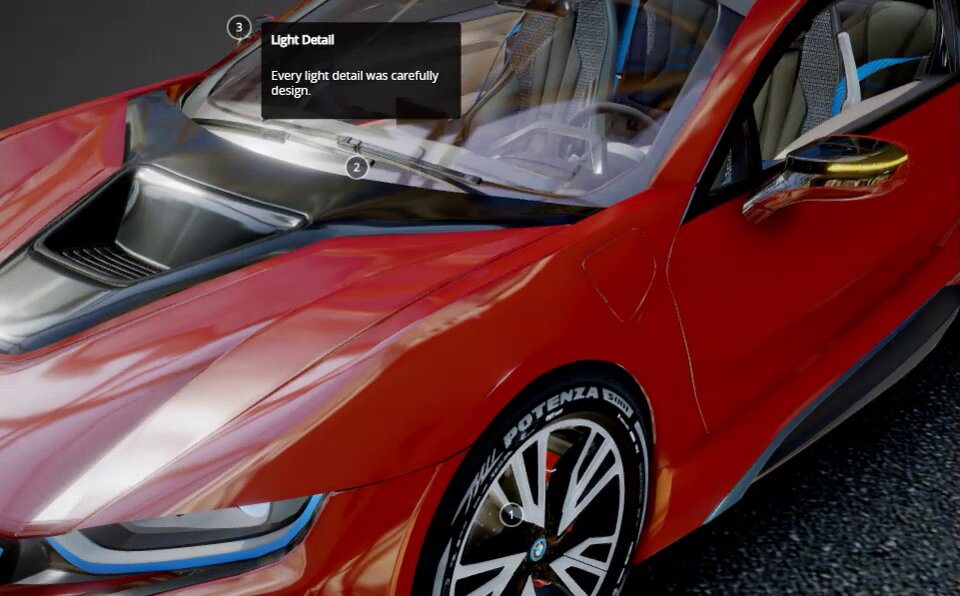 3
Light Detail
Every light detail was carefully
design.
2
POTENZA
1